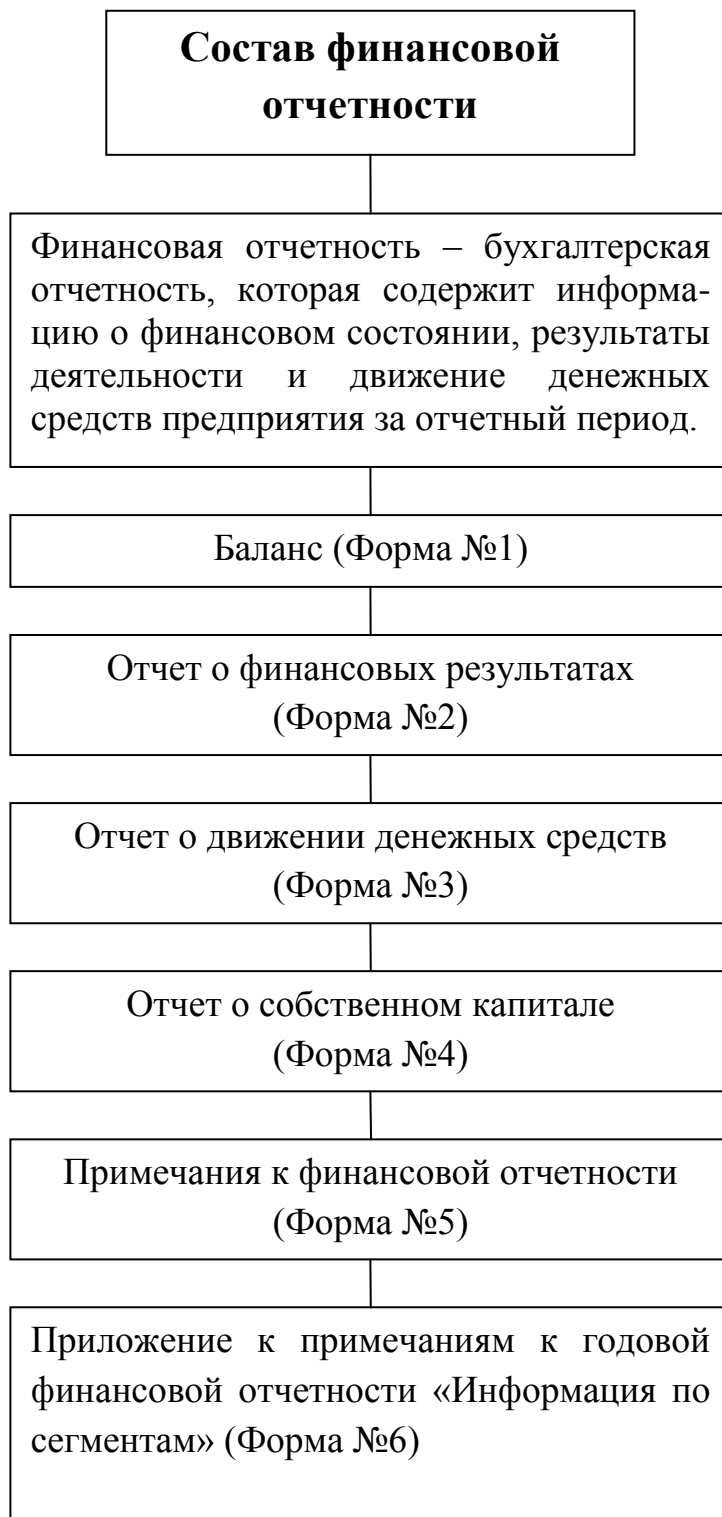 Состав финансовой
отчетности
Финансовая отчетность – бухгалтерская
отчетность, которая содержит информа-
цию о финансовом состоянии, результаты
деятельности и движение денежных
средств предприятия за отчетный период.
Баланс (Форма №1)
Отчет о финансовых результатах
(Форма №2)
Отчет о движении денежных средств
(Форма №3)
Отчет о собственном капитале
(Форма №4)
Примечания к финансовой отчетности
(Форма №5)
Приложение к примечаниям к годовой
финансовой отчетности «Информация по
сегментам» (Форма №6)